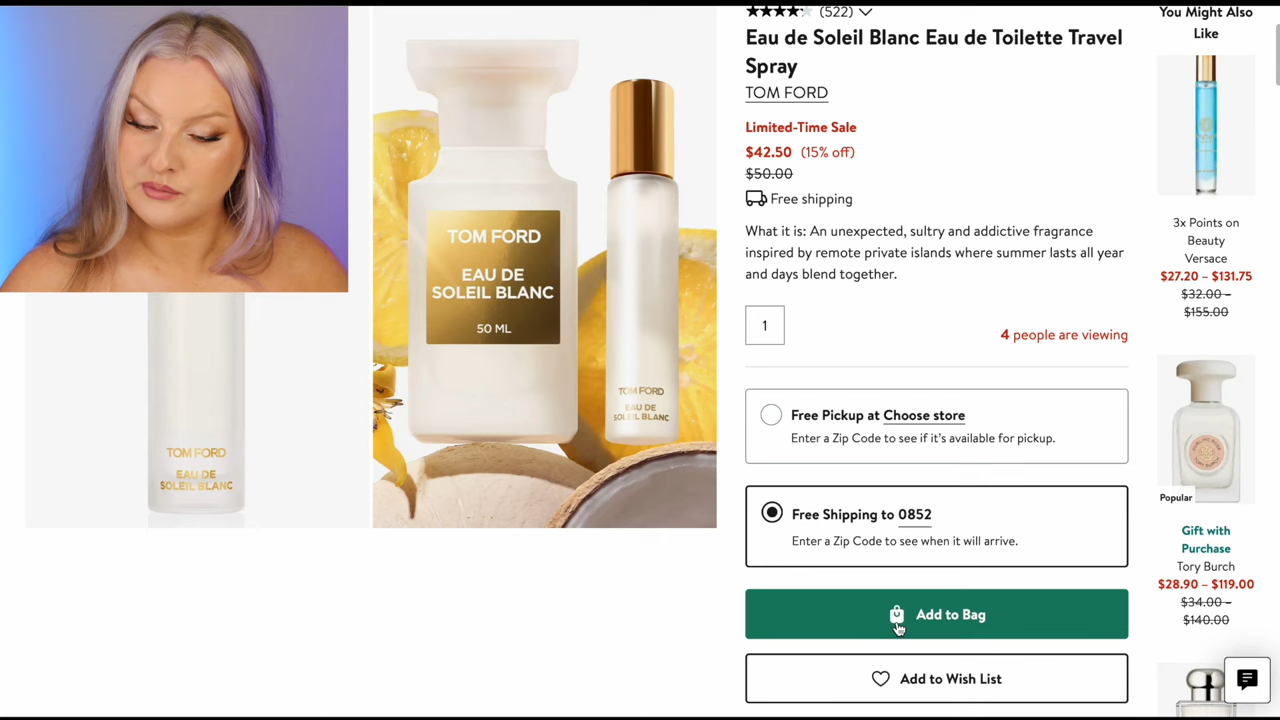 TOM FORD
EAU DE
SOLEIL BLANC
TOM FORD
EAU DE
SOLEIL BLANC
50 ML
TOM FORD
EAU DE
SOLEIL BLANC
(522)
Eau de Soleil Blanc Eau de Toilette Travel
Spray
TOM FORD
Limited-Time Sale
$42.50 (15% off)
$50.00
Free shipping
What it is: An unexpected, sultry and addictive fragrance
inspired by remote private islands where summer lasts all year
and days blend together.
1
4 people are viewing
Free Pickup at Choose store
Enter a Zip Code to see if it's available for pickup.
Free Shipping to 0852
Enter a Zip Code to see when it will arrive.
Add to Bag
Add to Wish List
You Might Also
Like
3x Points on
Beauty
Versace
$27.20 – $131.75
$32.00 –
$155.00
Popular
Gift with
Purchase
Tory Burch
$28.90 – $119.00
$34.00 –
$140.00